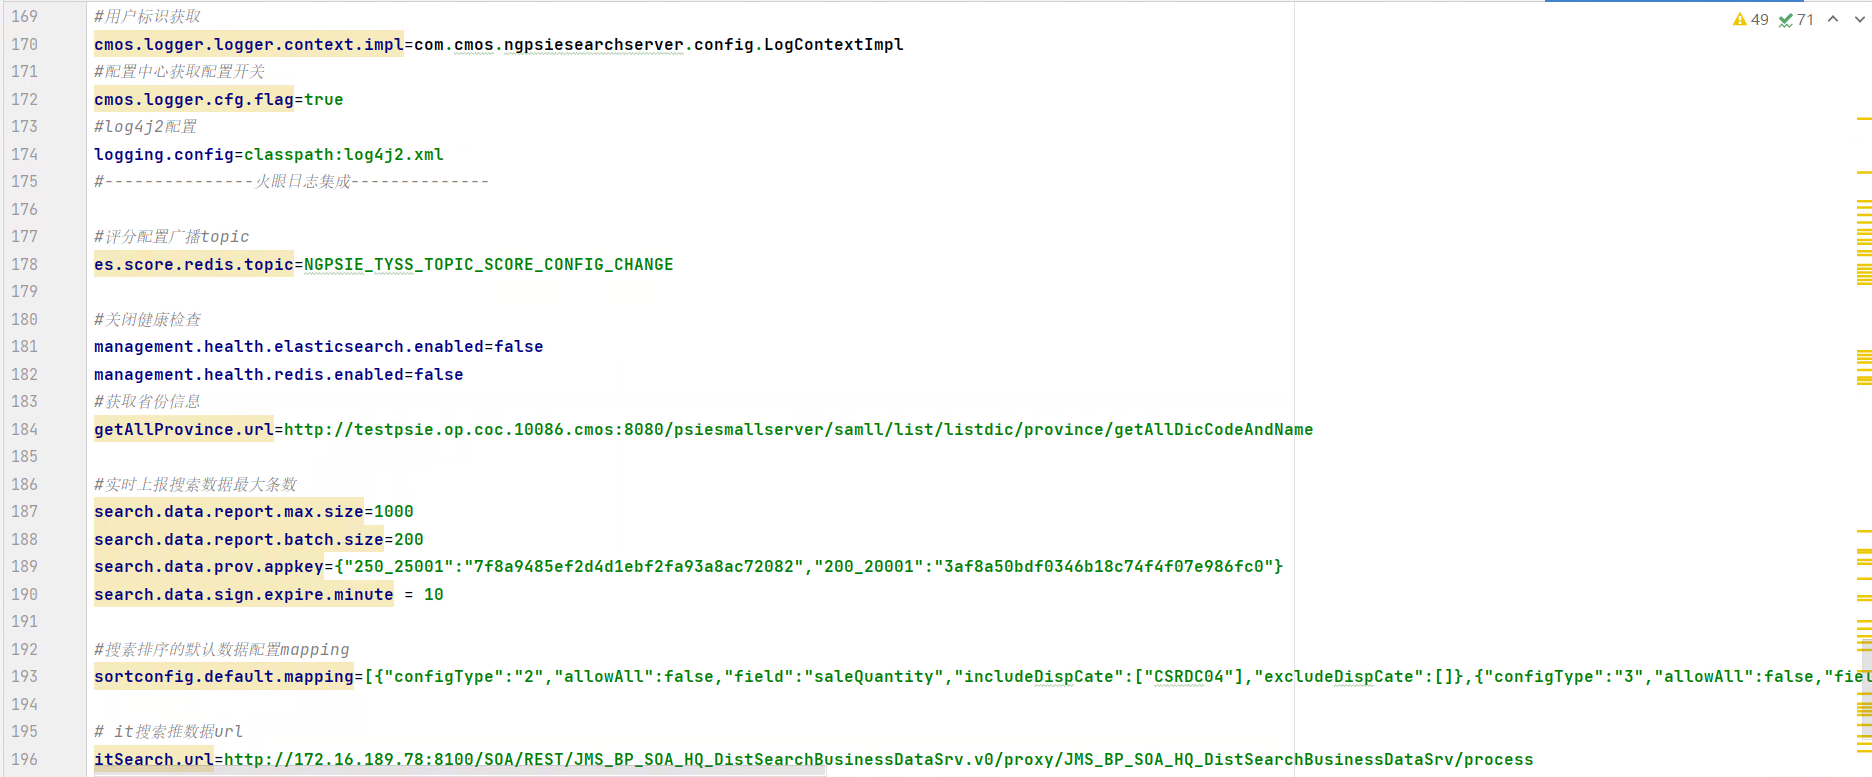 49 71
169 #用户标识获取
170 cmos.logger.logger.context.impl=com.cmos.ngpsiesearchserver.config.LogContextImpl
171 #配置中心获取配置开关
172 cmos.logger.cfg.flag=true
173 #log4j2配置
174 logging.config=classpath:log4j2.xml
175 #---------------火眼日志集成--------------
176
177 #评分配置广播topic
178 es.score.redis.topic=NGPSIE_TYSS_TOPIC_SCORE_CONFIG_CHANGE
179
180 #关闭健康检查
181 management.health.elasticsearch.enabled=false
182 management.health.redis.enabled=false
183 #获取省份信息
184 getAllProvince.url=http://testpsie.op.coc.10086.cmos:8080/psiesmallserver/samll/list/listdic/province/getAllDicCodeAndName
185
186 #实时上报搜索数据最大条数
187 search.data.report.max.size=1000
188 search.data.report.batch.size=200
189 search.data.prov.appkey={"250_25001":"7f8a9485ef2d4d1ebf2fa93a8ac72082","200_20001":"3af8a50bdf0346b18c74f4f07e986fc0"}
190 search.data.sign.expire.minute = 10
191
192 #搜素排序的默认数据配置mapping
193 sortconfig.default.mapping=[{"configType":"2","allowAll":false,"field":"saleQuantity","includeDispCate":["CSRDC04"],"excludeDispCate":[]},{"configType":"3","allowAll":false,"fiel
194
195 # it搜索推数据url
196 itSearch.url=http://172.16.189.78:8100/SOA/REST/JMS_BP_SOA_HQ_DistSearchBusinessDataSrv.v0/proxy/JMS_BP_SOA_HQ_DistSearchBusinessDataSrv/process